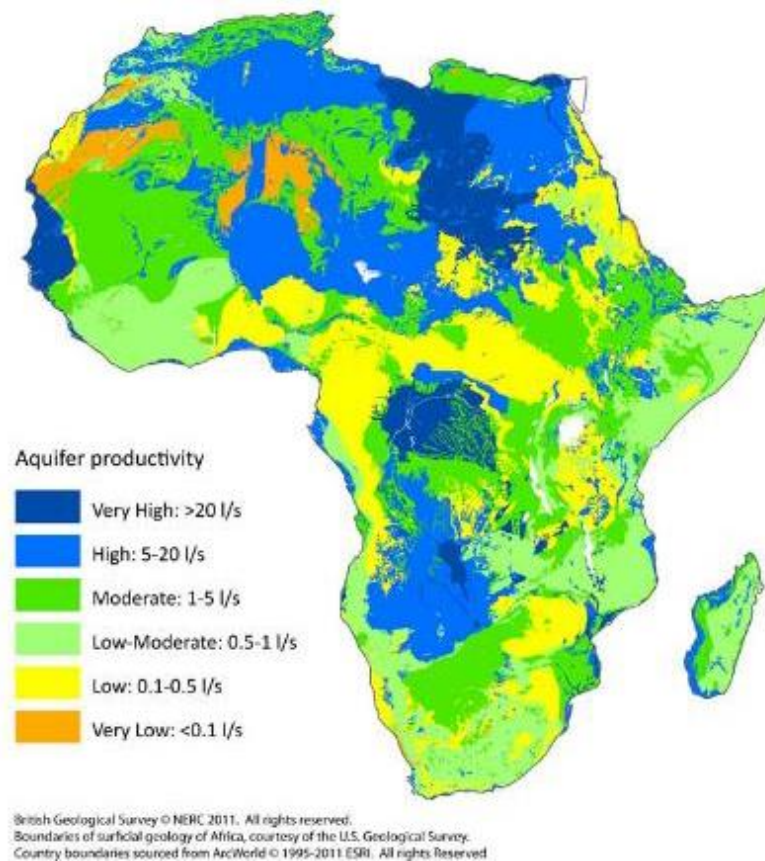 Aquifer productivity
Very High: >20 l/s
High: 5-20 l/s
Moderate: 1-5 l/s
Low-Moderate: 0.5-1 l/s
Low: 0.1-0.5 l/s
Very Low: <0.1 l/s
British Geological Survey © NERC 2011. All rights reserved.
Boundaries of surficial geology of Africa, courtesy of the U.S. Geological Survey.
Country boundaries sourced from ArcWorld © 1995-2011 ESRI. All rights Reserved